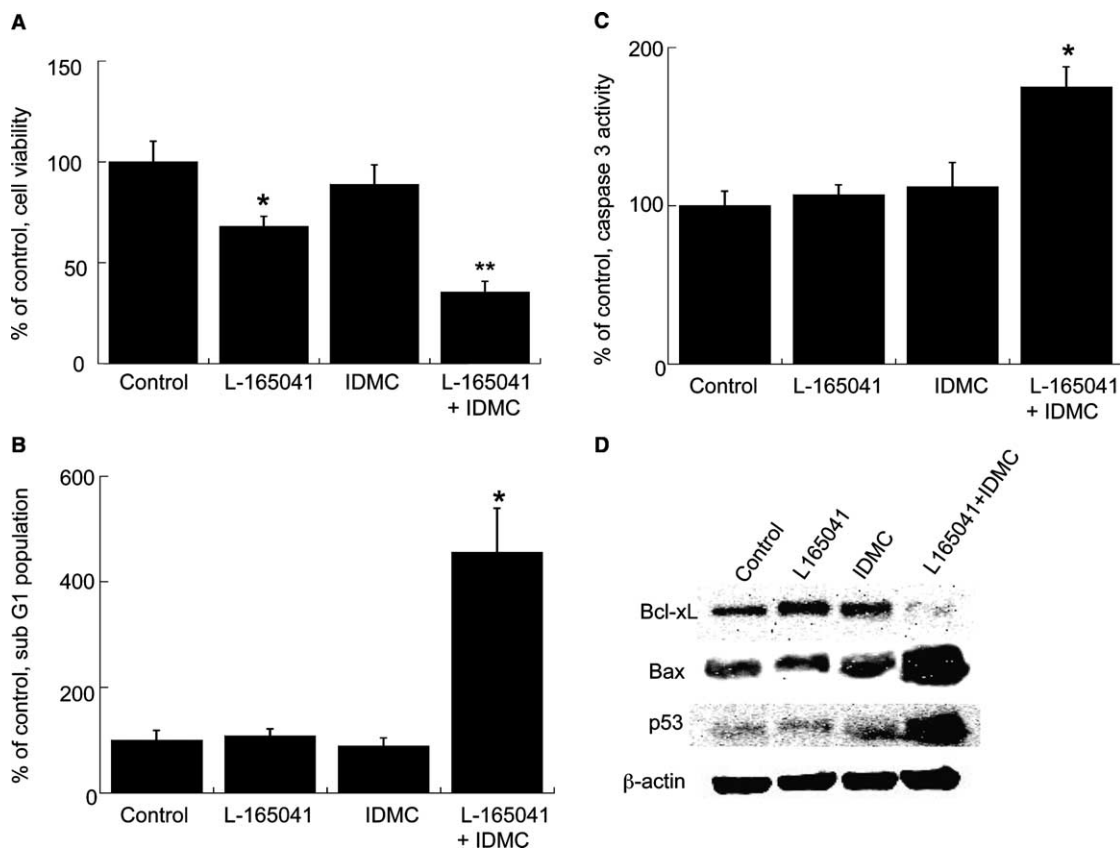 A
% of control, cell viability
150
100
50
0
*
**
Control
L-165041
IDMC
L-165041
+ IDMC
B
% of control, sub G1 population
600
400
200
0
*
Control
L-165041
IDMC
L-165041
+ IDMC
C
% of control, caspase 3 activity
200
100
0
*
Control
L-165041
IDMC
L-165041
+ IDMC
D
Control
L165041
IDMC
L165041+IDMC
Bcl-xL
Bax
p53
β-actin